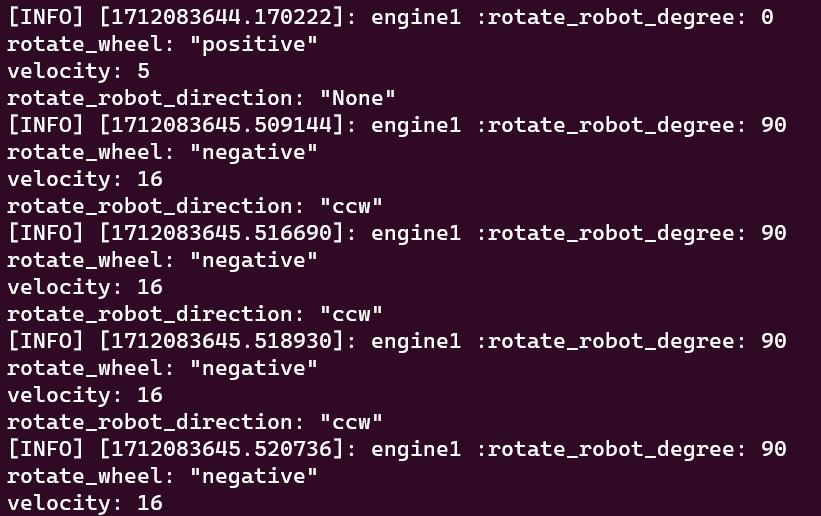 [INFO] [1712083644.170222]: engine1 :rotate_robot_degree: 0
rotate_wheel: "positive"
velocity: 5
rotate_robot_direction: "None"
[INFO] [1712083645.509144]: engine1 :rotate_robot_degree: 90
rotate_wheel: "negative"
velocity: 16
rotate_robot_direction: "ccw"
[INFO] [1712083645.516690]: engine1 :rotate_robot_degree: 90
rotate_wheel: "negative"
velocity: 16
rotate_robot_direction: "ccw"
[INFO] [1712083645.518930]: engine1 :rotate_robot_degree: 90
rotate_wheel: "negative"
velocity: 16
rotate_robot_direction: "ccw"
[INFO] [1712083645.520736]: engine1 :rotate_robot_degree: 90
rotate_wheel: "negative"
velocity: 16